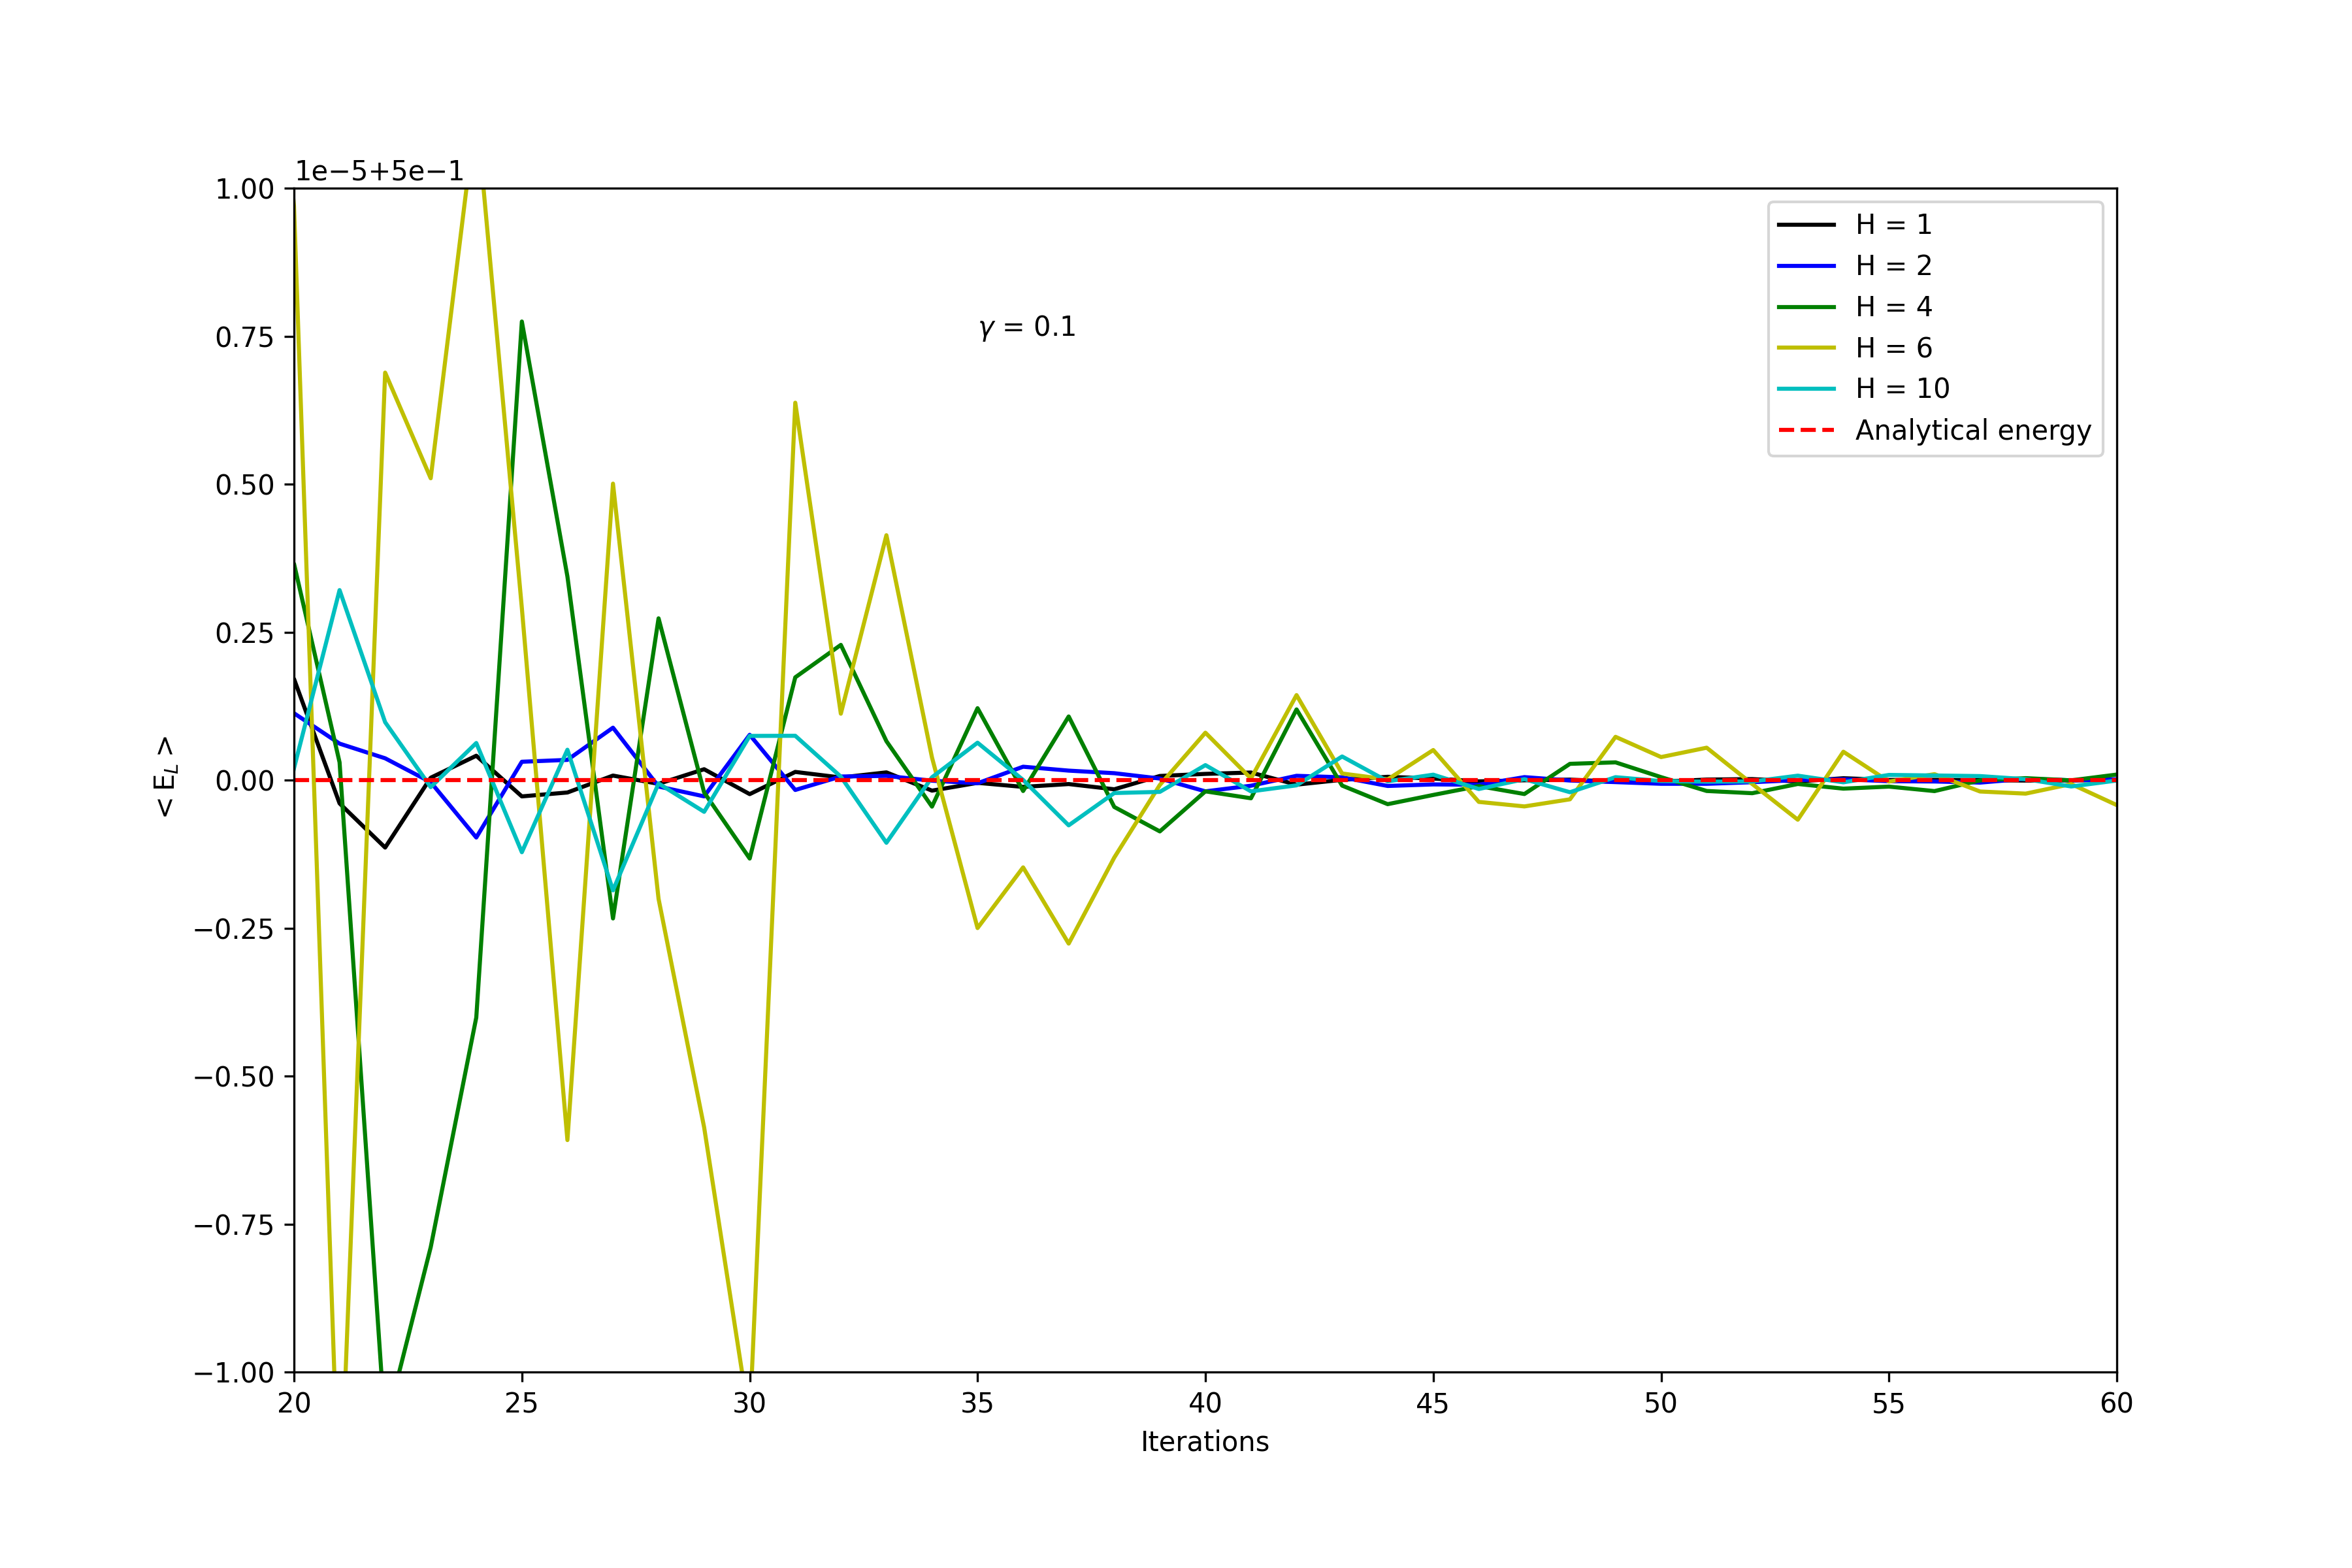 1e−5+5e−1
1.00
0.75
0.50
0.25
0.00
−0.25
−0.50
−0.75
−1.00
< E_L >
γ = 0.1
H = 1
H = 2
H = 4
H = 6
H = 10
Analytical energy
20 25 30 35 40 45 50 55 60
Iterations